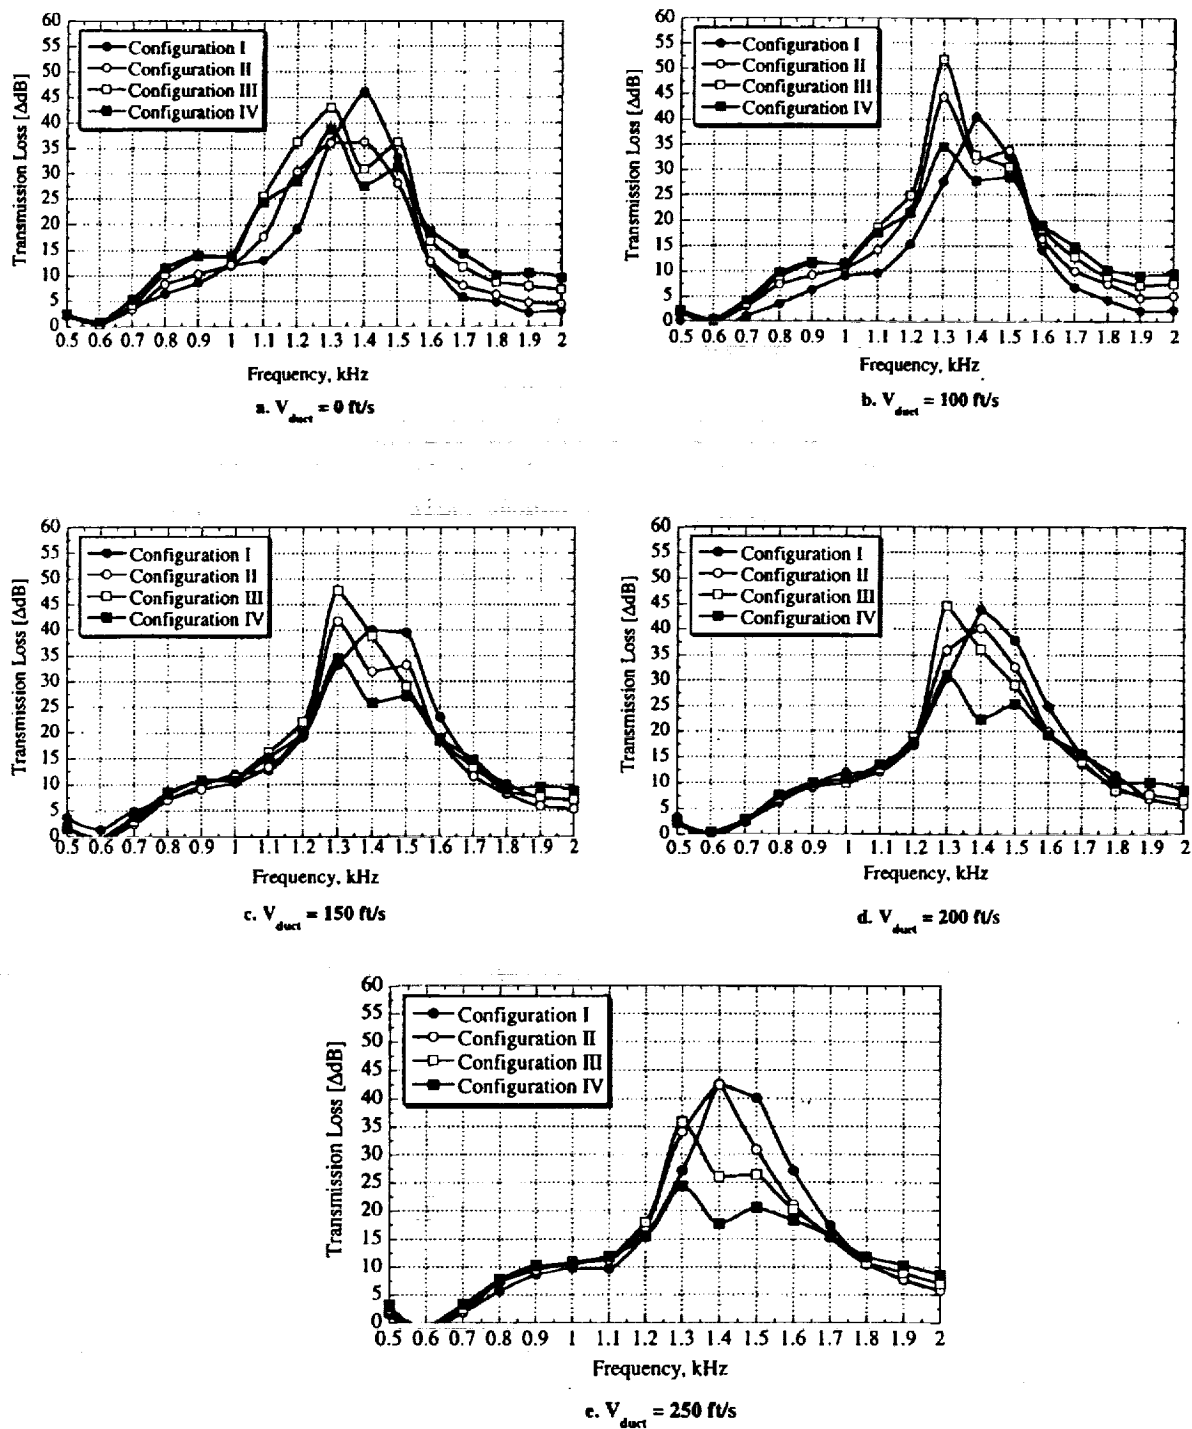 60
55
50
45
40
35
30
25
20
15
10
5
0
Transmission Loss [ΔdB]
Configuration I
Configuration II
Configuration III
Configuration IV
0.5 0.6 0.7 0.8 0.9 1 1.1 1.2 1.3 1.4 1.5 1.6 1.7 1.8 1.9 2
Frequency, kHz
a. V duct = 0 ft/s
60
55
50
45
40
35
30
25
20
15
10
5
0
Transmission Loss [ΔdB]
Configuration I
Configuration II
Configuration III
Configuration IV
0.5 0.6 0.7 0.8 0.9 1 1.1 1.2 1.3 1.4 1.5 1.6 1.7 1.8 1.9 2
Frequency, kHz
b. V duct = 100 ft/s
60
55
50
45
40
35
30
25
20
15
10
5
0
Transmission Loss [ΔdB]
Configuration I
Configuration II
Configuration III
Configuration IV
0.5 0.6 0.7 0.8 0.9 1 1.1 1.2 1.3 1.4 1.5 1.6 1.7 1.8 1.9 2
Frequency, kHz
c. V duct = 150 ft/s
60
55
50
45
40
35
30
25
20
15
10
5
0
Transmission Loss [ΔdB]
Configuration I
Configuration II
Configuration III
Configuration IV
0.5 0.6 0.7 0.8 0.9 1 1.1 1.2 1.3 1.4 1.5 1.6 1.7 1.8 1.9 2
Frequency, kHz
d. V duct = 200 ft/s
60
55
50
45
40
35
30
25
20
15
10
5
0
Transmission Loss [ΔdB]
Configuration I
Configuration II
Configuration III
Configuration IV
0.5 0.6 0.7 0.8 0.9 1 1.1 1.2 1.3 1.4 1.5 1.6 1.7 1.8 1.9 2
Frequency, kHz
e. V duct = 250 ft/s